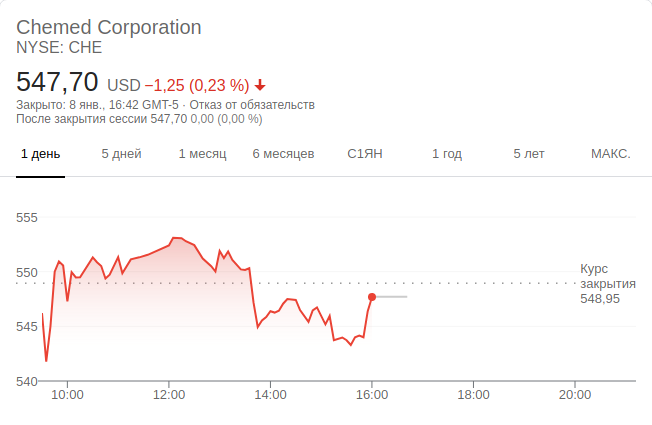 Chemed Corporation
NYSE: CHE
547,70 USD −1,25 (0,23 %)
Закрыто: 8 янв., 16:42 GMT-5 · Отказ от обязательств
После закрытия сессии 547,70 0,00 (0,00 %)
1 день 5 дней 1 месяц 6 месяцев С1ЯН 1 год 5 лет МАКС.
555
550
Курс
закрытия
548,95
545
540
10:00 12:00 14:00 16:00 18:00 20:00